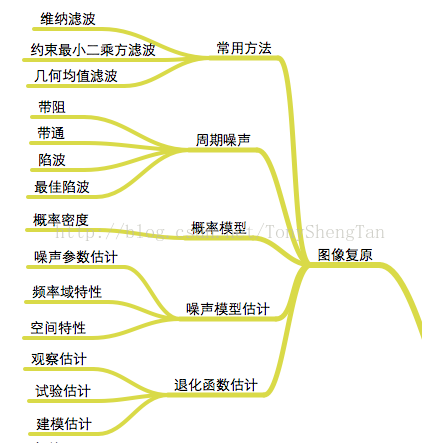 维纳滤波
约束最小二乘方滤波
几何均值滤波
常用方法
带阻
带通
陷波
最佳陷波
周期噪声
概率密度
概率模型
http://blog.csdn.net/TonyShengTan
图像复原
噪声参数估计
频率域特性
空间特性
噪声模型估计
观察估计
试验估计
建模估计
退化函数估计